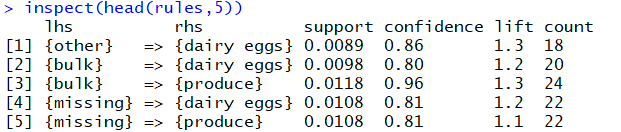 > inspect(head(rules,5))
lhs rhs support confidence lift count
[1] {other} => {dairy eggs} 0.0089 0.86 1.3 18
[2] {bulk} => {dairy eggs} 0.0098 0.80 1.2 20
[3] {bulk} => {produce} 0.0118 0.96 1.3 24
[4] {missing} => {dairy eggs} 0.0108 0.81 1.2 22
[5] {missing} => {produce} 0.0108 0.81 1.1 22